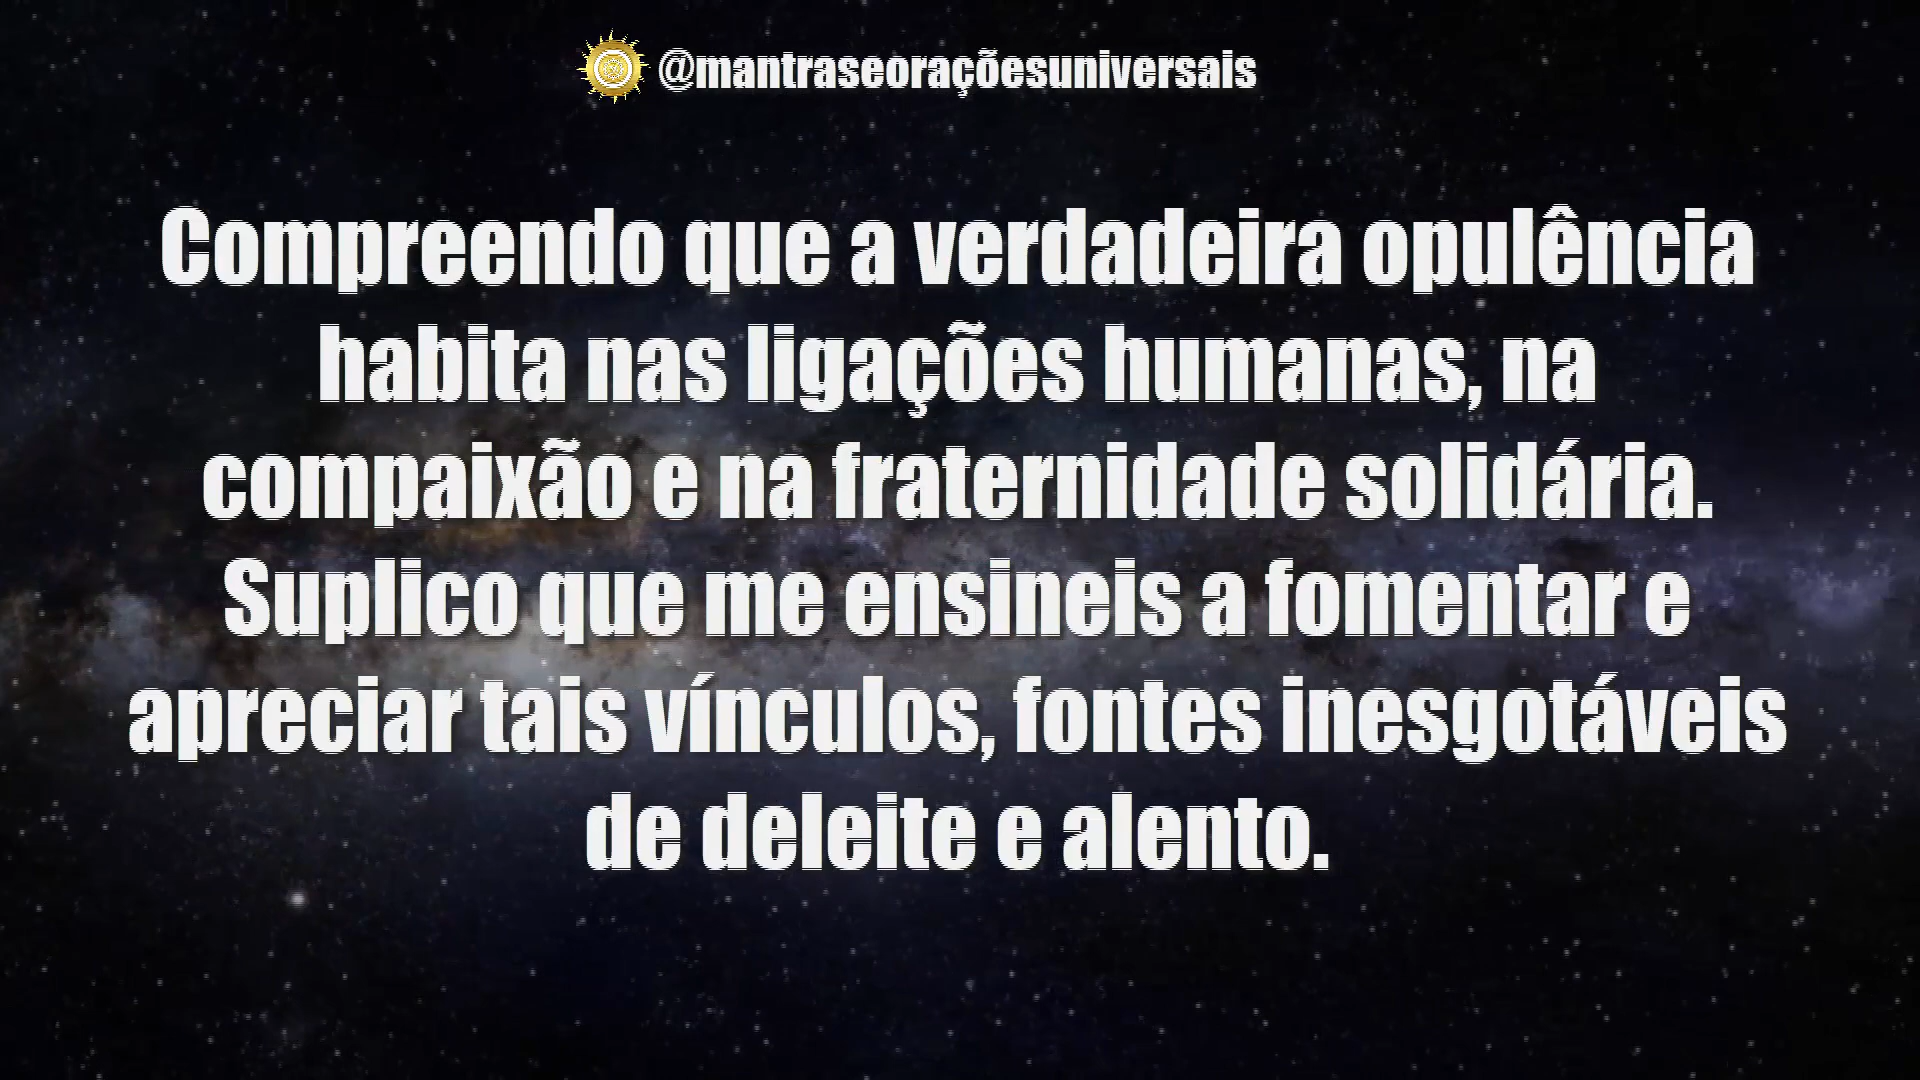 @mantraseoraçõesuniversais
Compreendo que a verdadeira opulência
habita nas ligações humanas, na
compaixão e na fraternidade solidária.
Suplico que me ensineis a fomentar e
apreciar tais vínculos, fontes inesgotáveis
de deleite e alento.